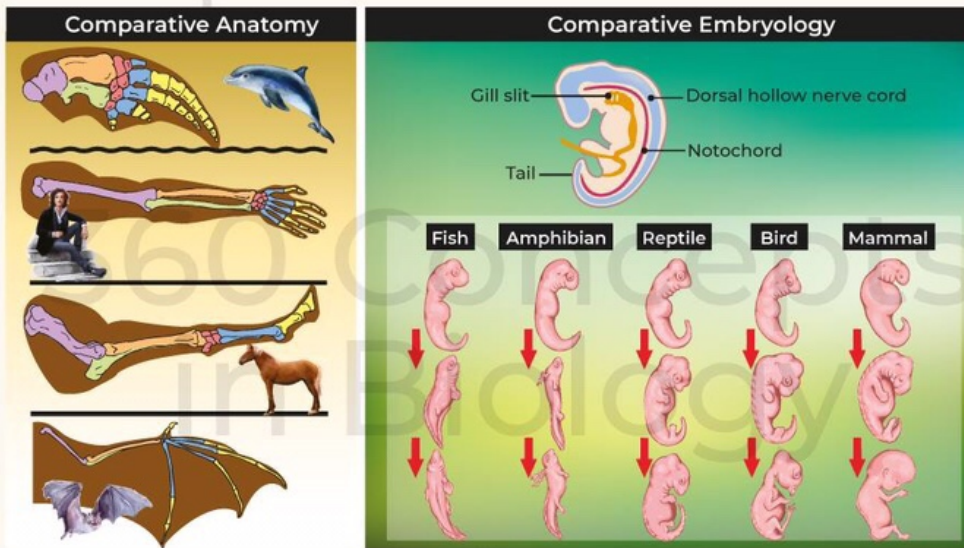 Comparative Anatomy
Comparative Embryology
Gill slit
Dorsal hollow nerve cord
Notochord
Tail
Fish
Amphibian
Reptile
Bird
Mammal
360 Concepts
in Biology